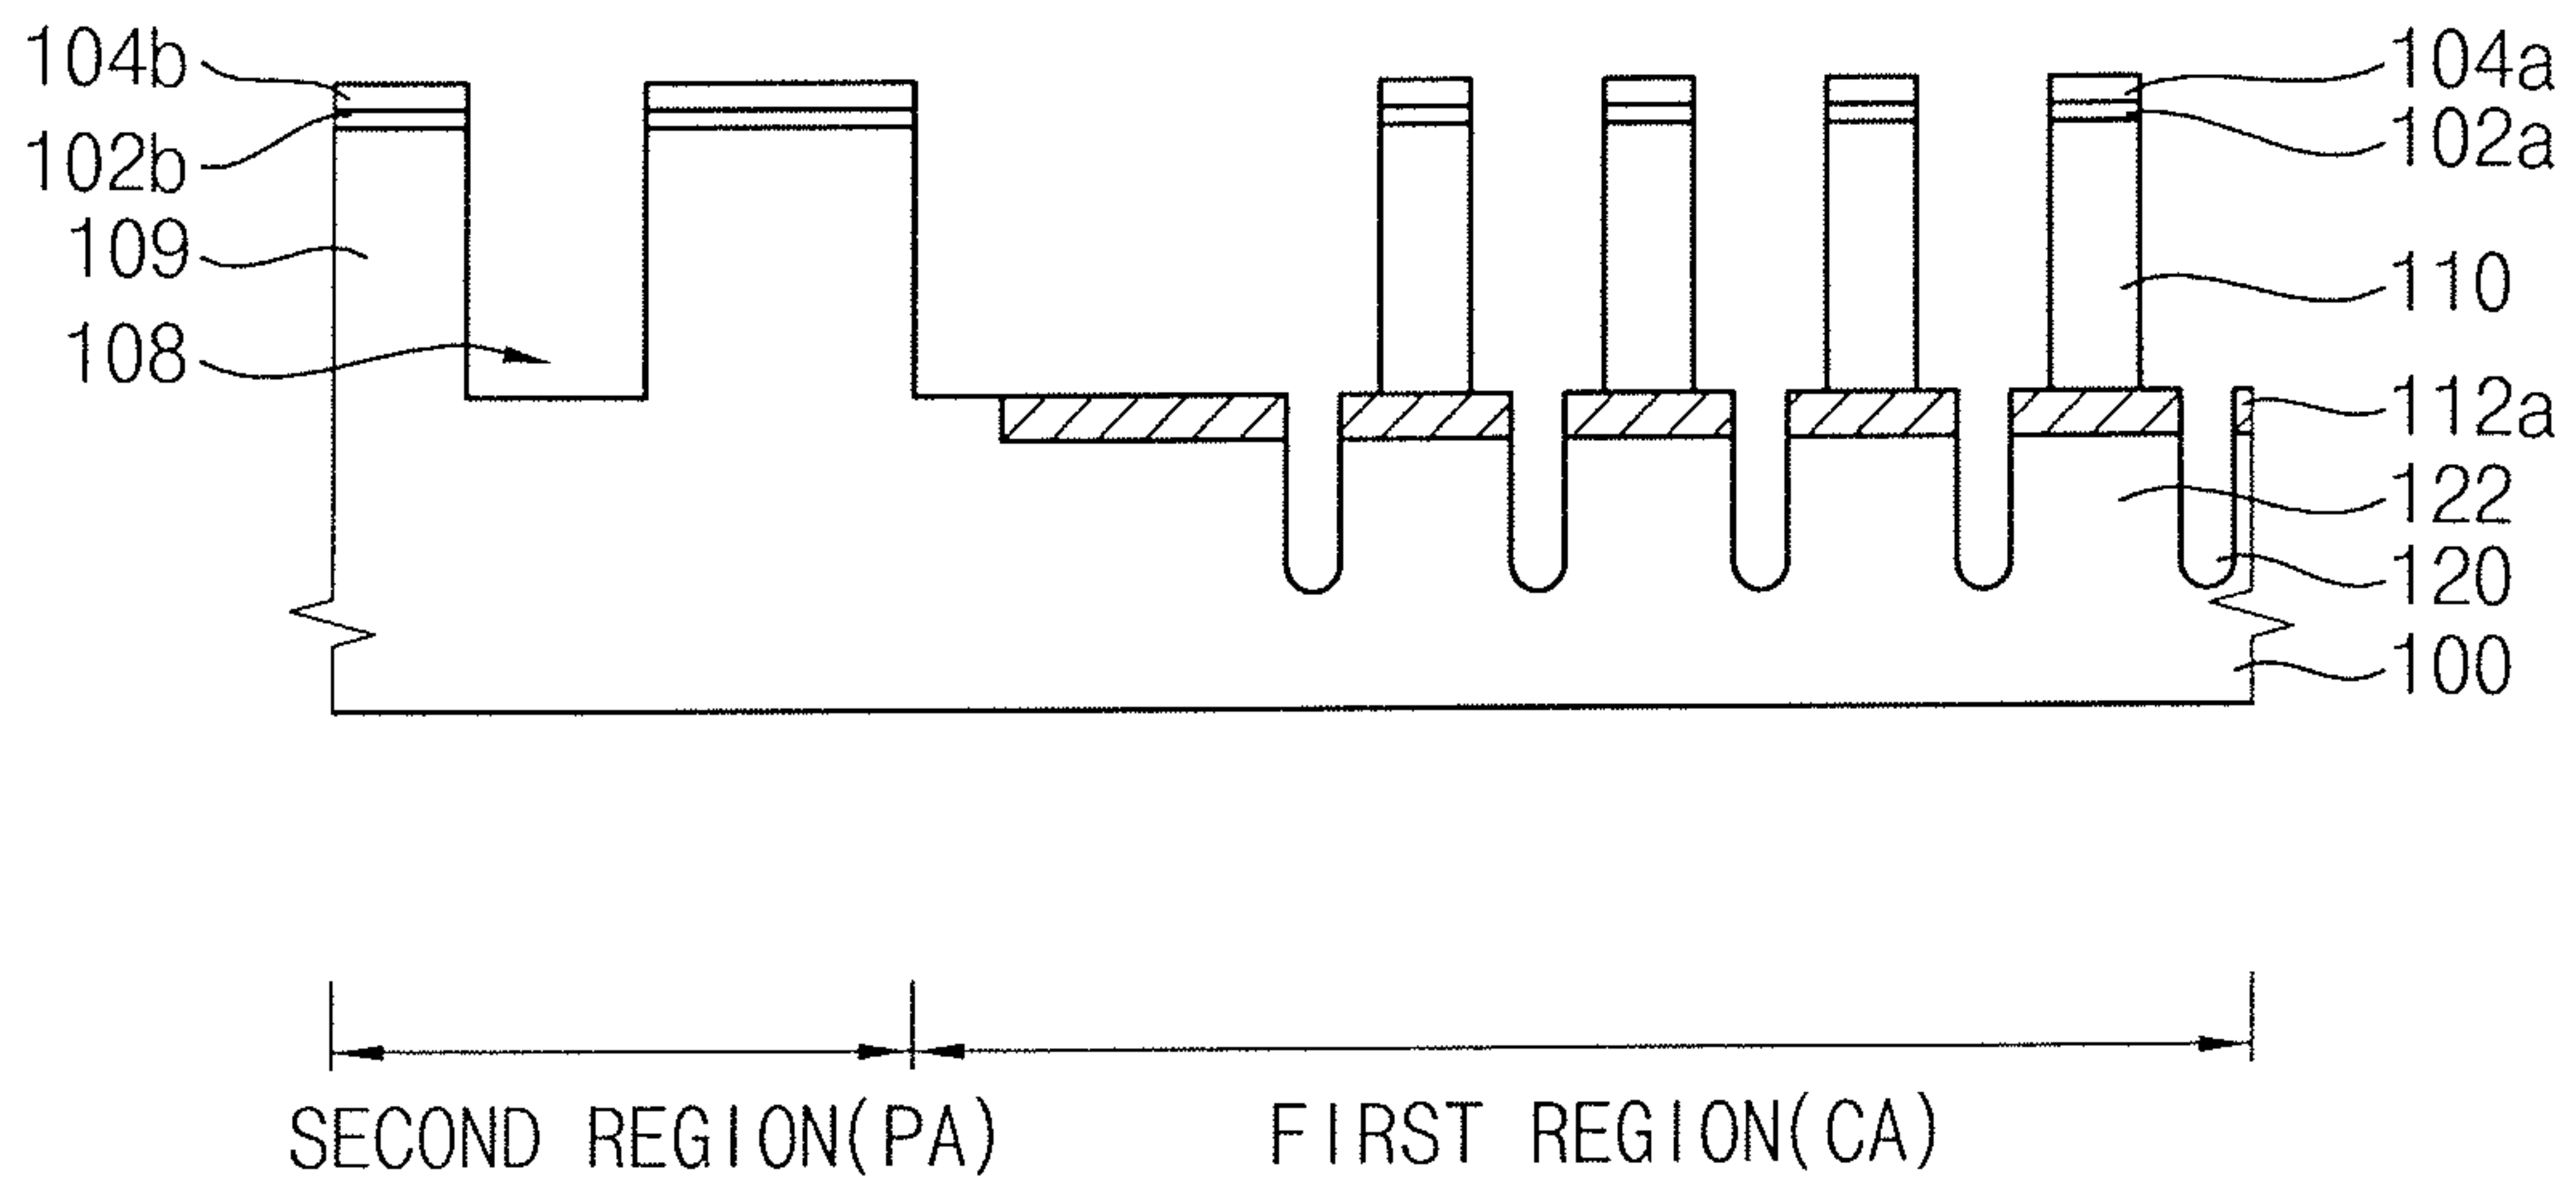 104b
102b
109
108
104a
102a
110
112a
122
120
100
SECOND REGION(PA)
FIRST REGION(CA)